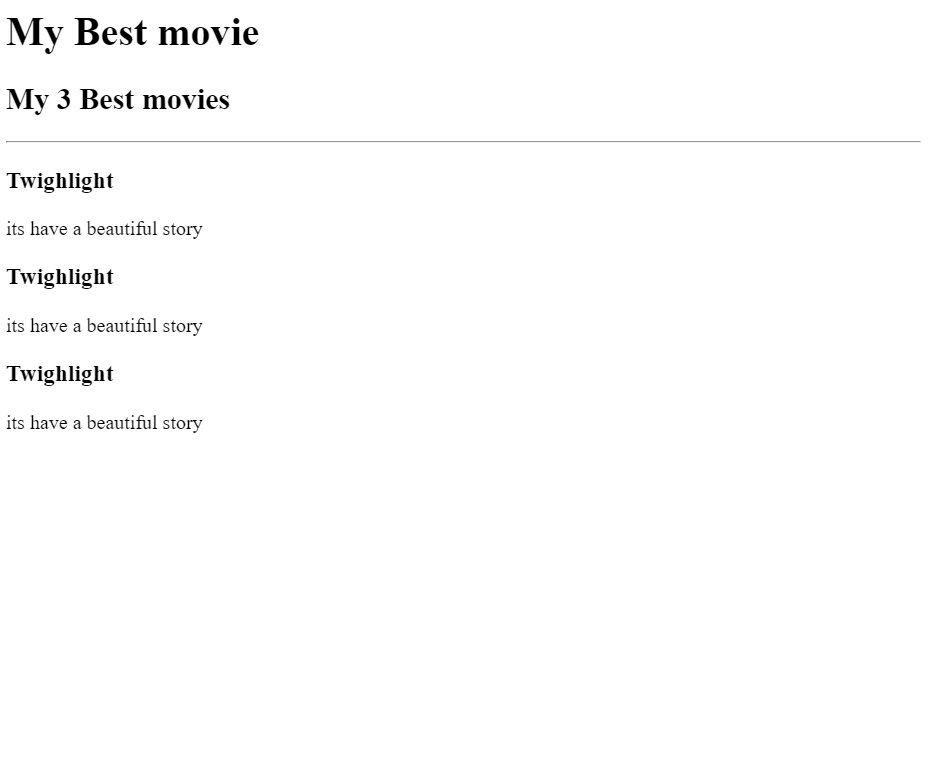 My Best movie
My 3 Best movies
Twighlight
its have a beautiful story
Twighlight
its have a beautiful story
Twighlight
its have a beautiful story